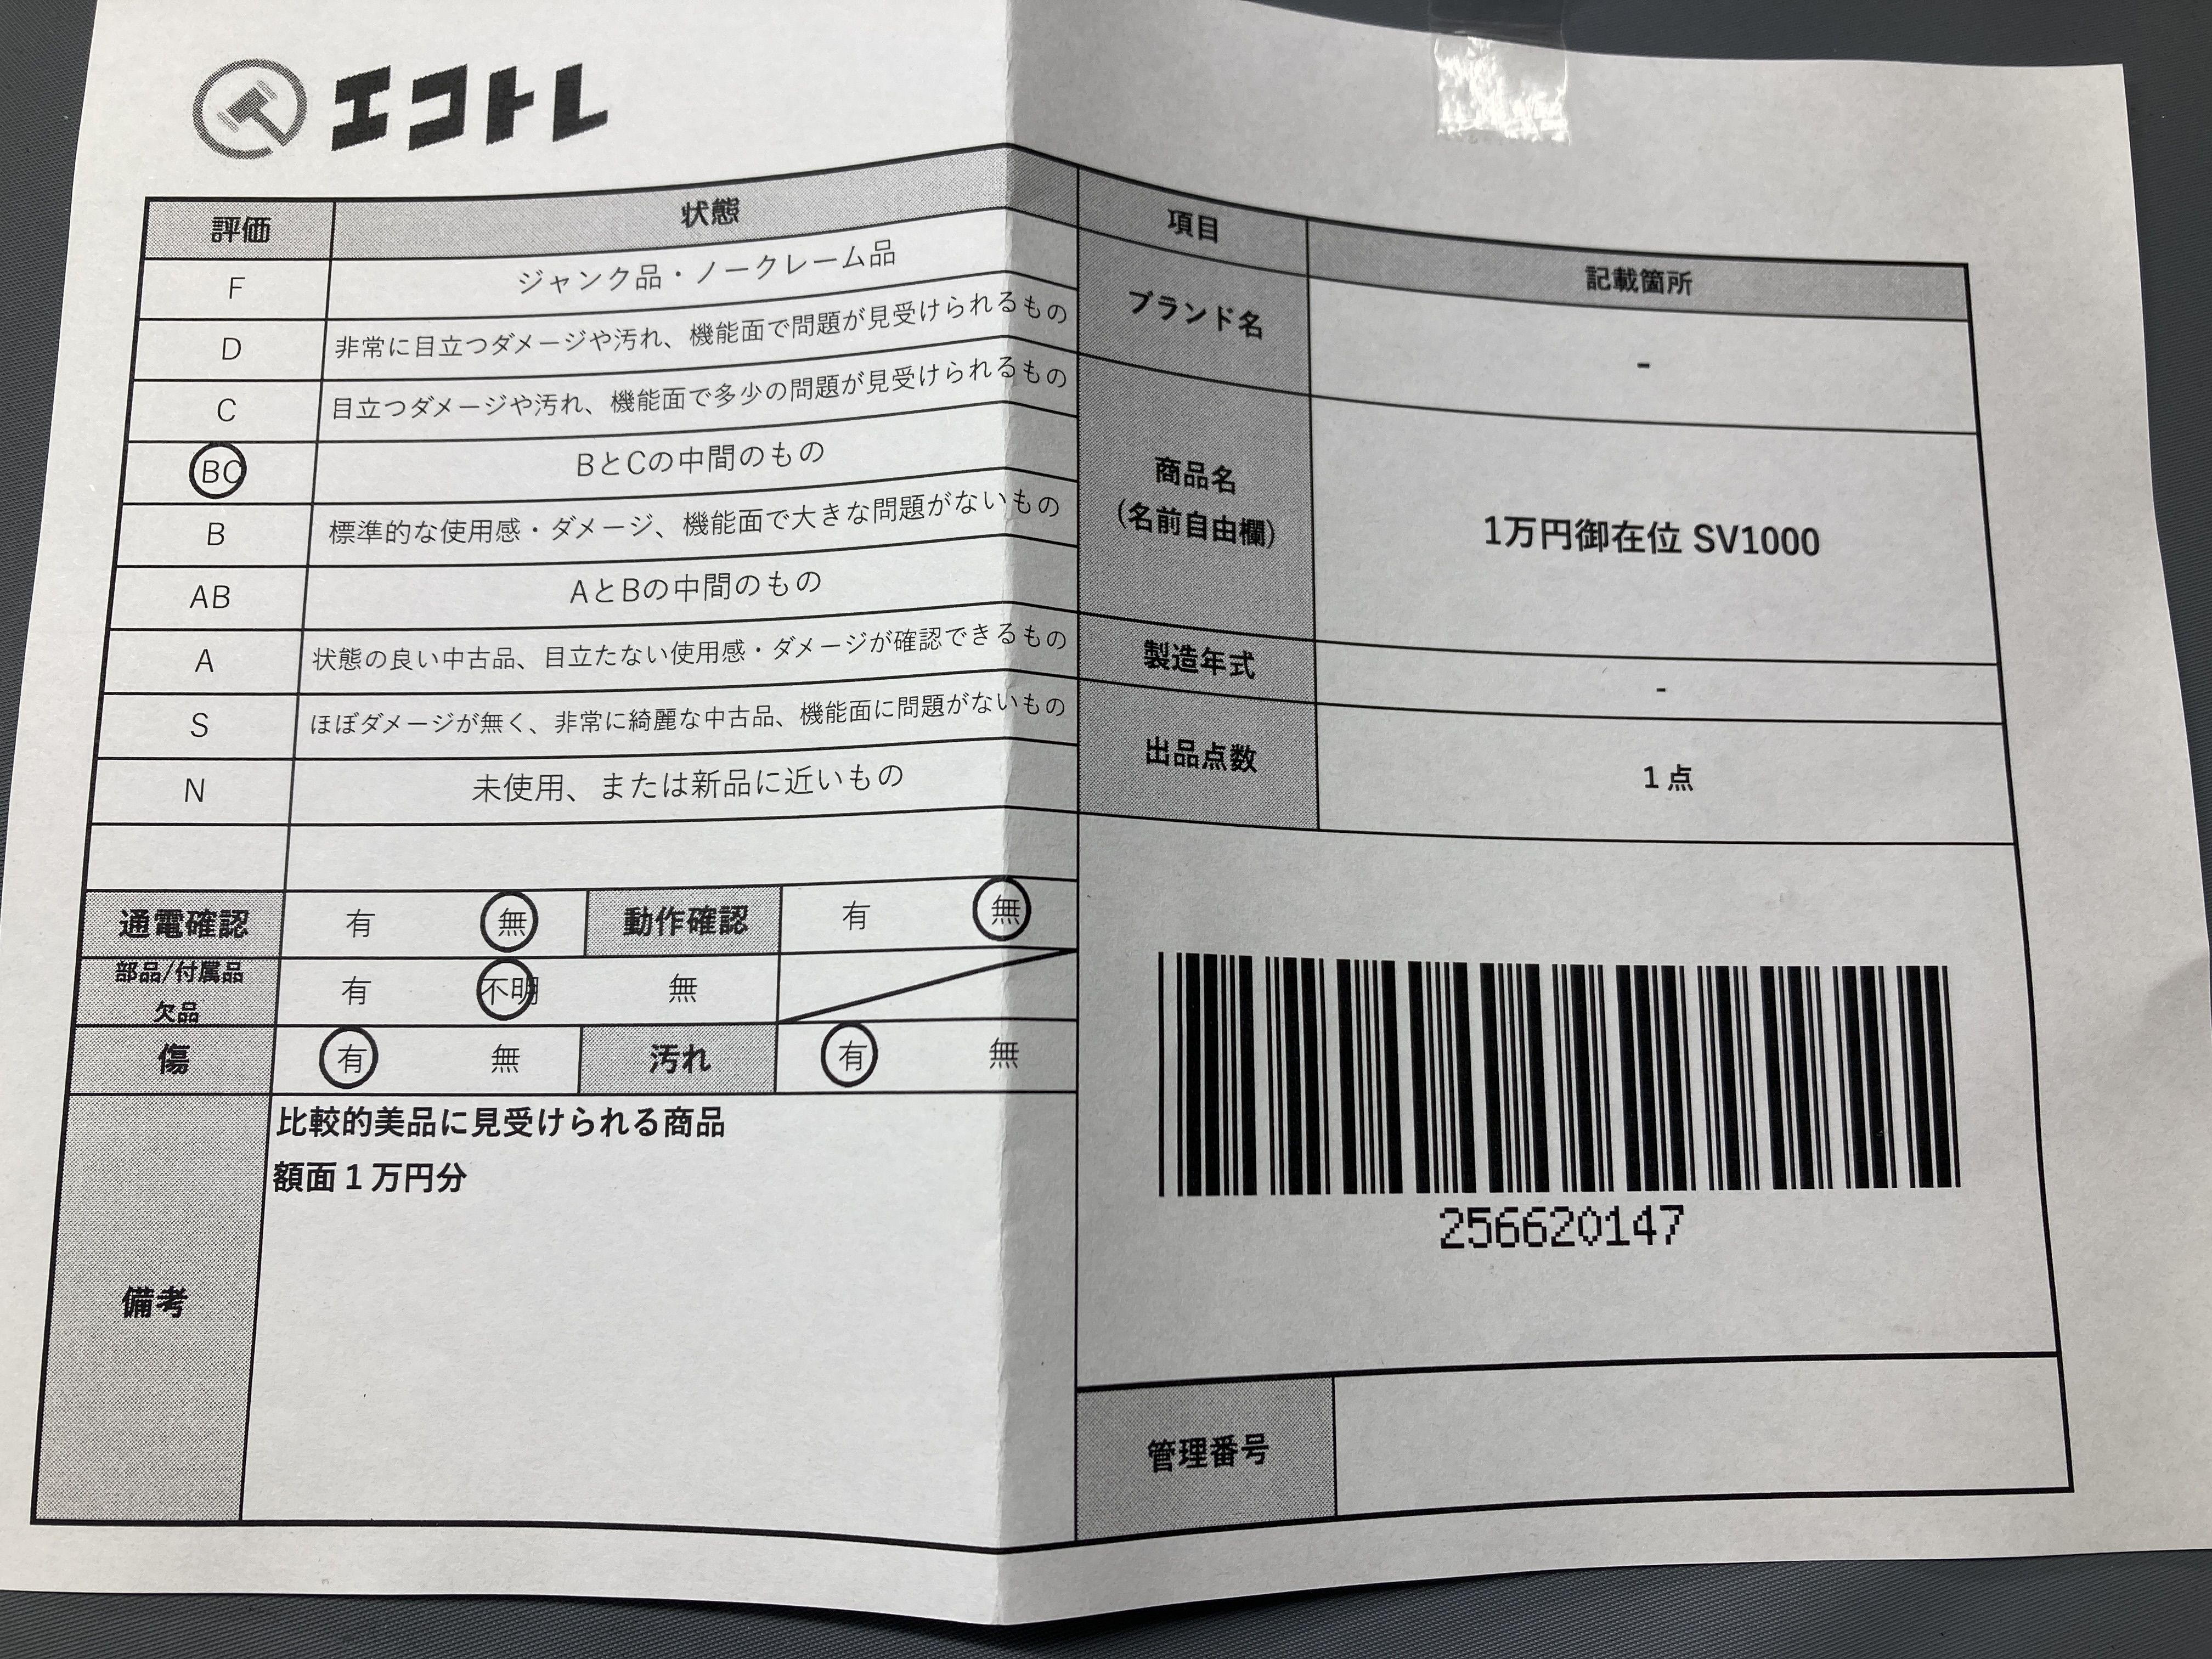 エコトレ
評価 状態
F ジャンク品・ノークレーム品
D 非常に目立つダメージや汚れ、機能面で問題が見受けられるもの
C 目立つダメージや汚れ、機能面で多少の問題が見受けられるもの
BC BとCの中間のもの
B 標準的な使用感・ダメージ、機能面で大きな問題がないもの
AB AとBの中間のもの
A 状態の良い中古品、目立たない使用感・ダメージが確認できるもの
S ほぼダメージが無く、非常に綺麗な中古品、機能面に問題がないもの
N 未使用、または新品に近いもの
通電確認 有 無 動作確認 有 無
部品/付属品
欠品
有 不明 無
傷 有 無 汚れ 有 無
備考
比較的美品に見受けられる商品
額面1万円分
項目 記載箇所
ブランド名 -
商品名
(名前自由欄)
1万円御在位 SV1000
製造年式 -
出品点数 1点
256620147
管理番号